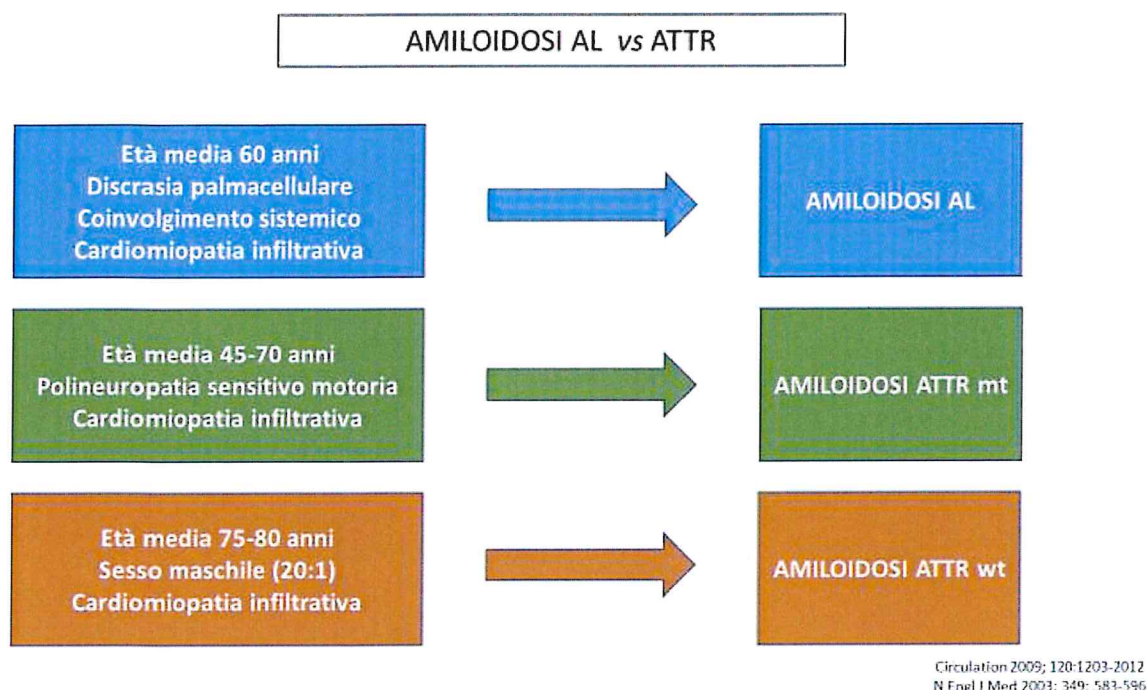 AMILOIDOSI AL vs ATTR
Età media 60 anni
Discrasia palmacellulare
Coinvolgimento sistemico
Cardiomiopatia infiltrativa
AMILOIDOSI AL
Età media 45-70 anni
Polineuropatia sensitivo motoria
Cardiomiopatia infiltrativa
AMILOIDOSI ATTR mt
Età media 75-80 anni
Sesso maschile (20:1)
Cardiomiopatia infiltrativa
AMILOIDOSI ATTR wt
Circulation 2009; 120:1203-2012
N Engl J Med 2003; 349: 583-596